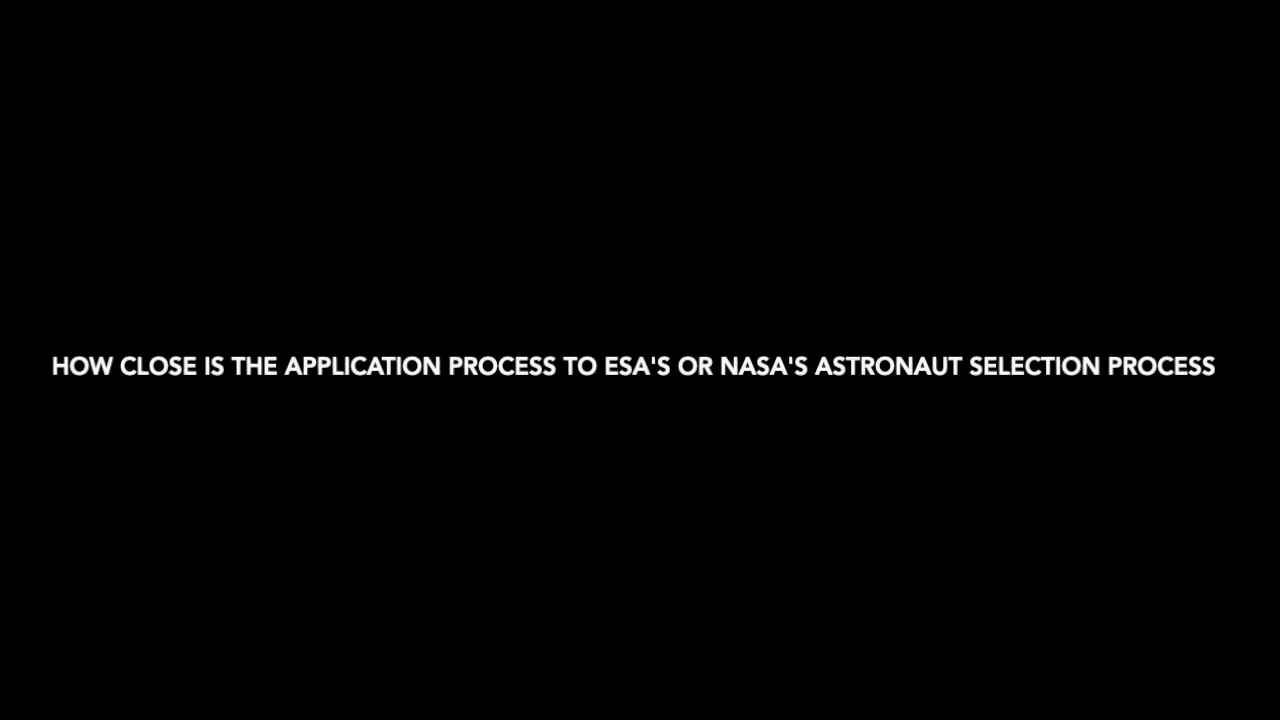 HOW CLOSE IS THE APPLICATION PROCESS TO ESA'S OR NASA'S ASTRONAUT SELECTION PROCESS